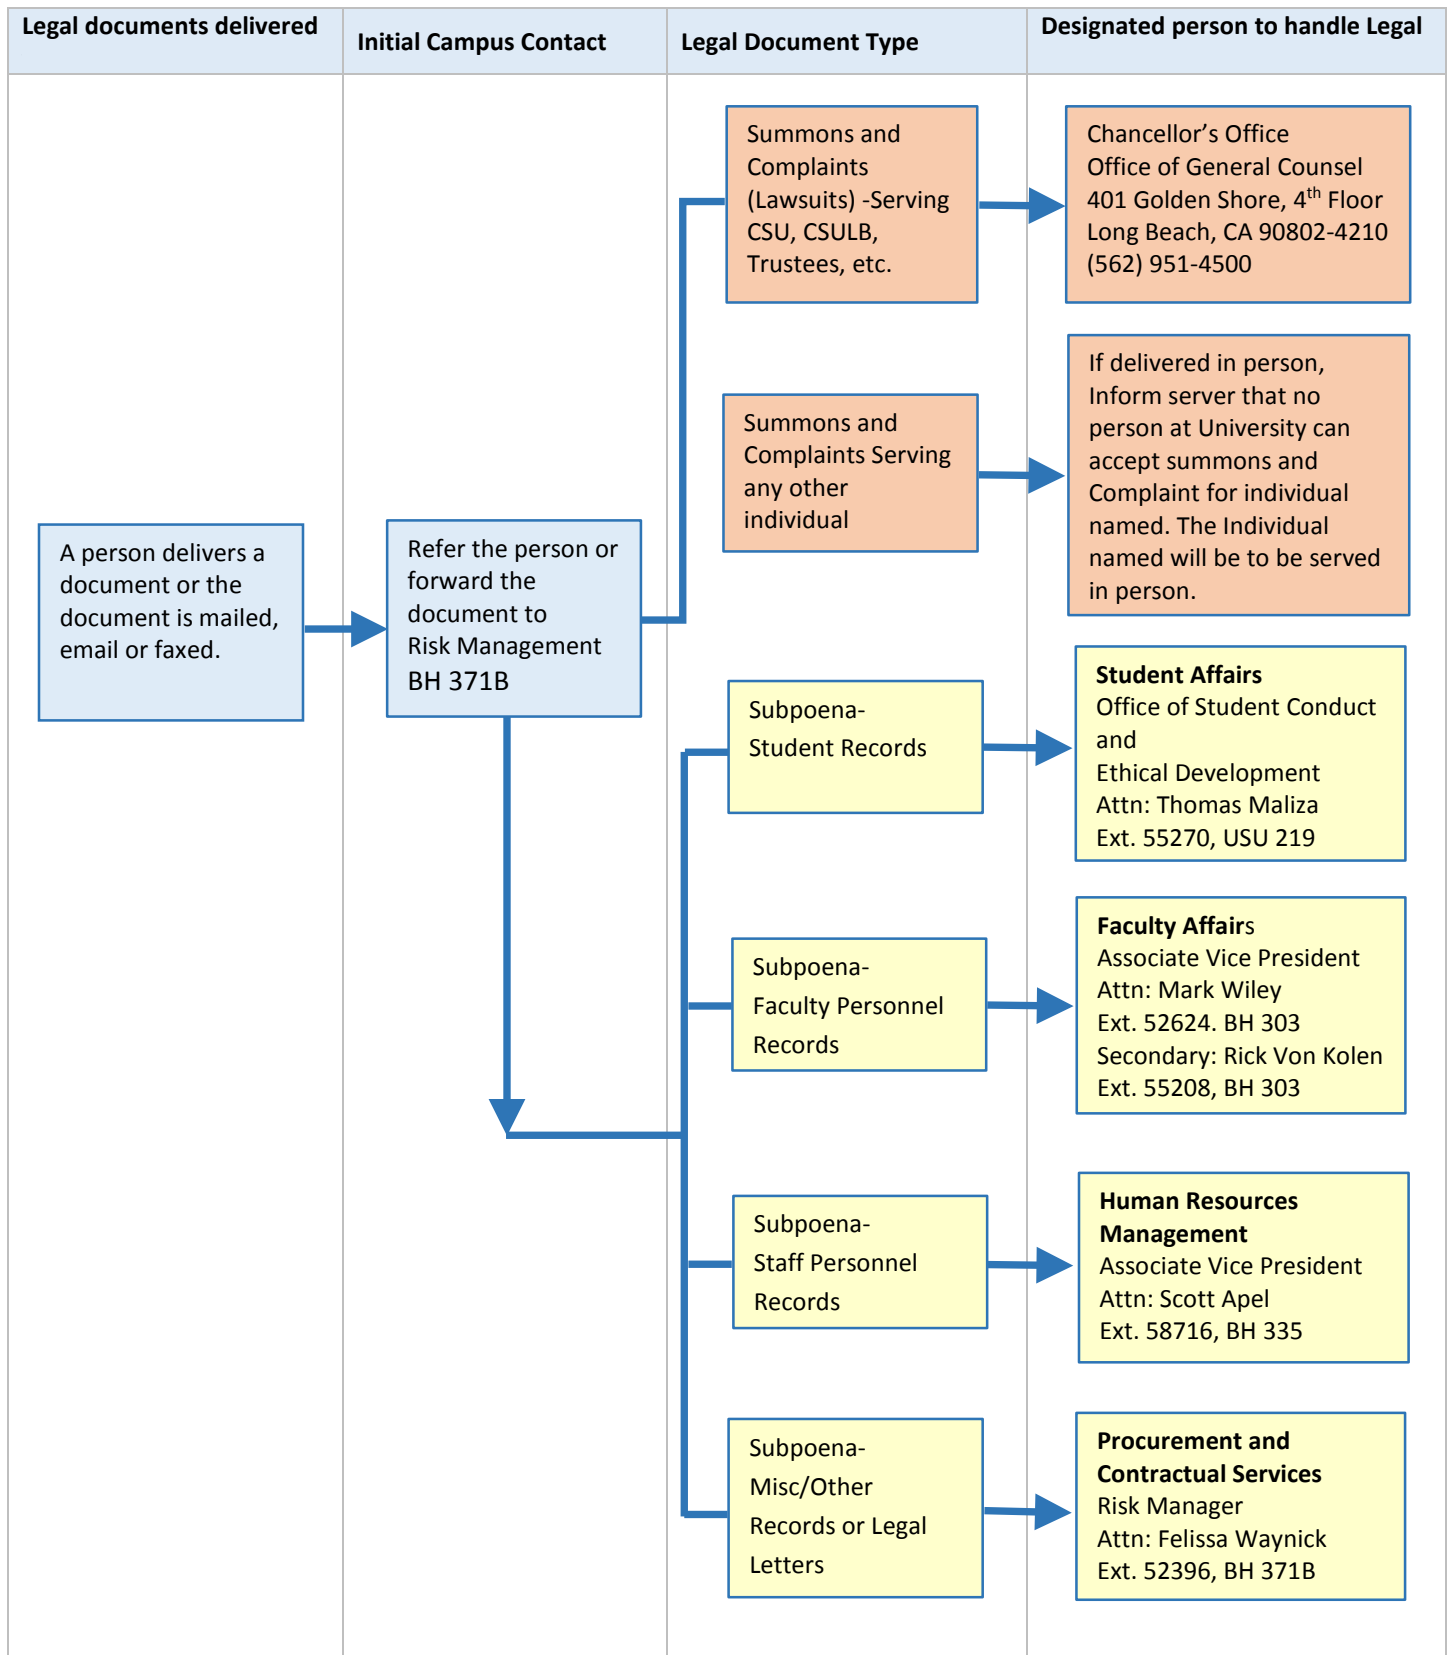 Legal documents delivered
Initial Campus Contact
Legal Document Type
Designated person to handle Legal
A person delivers a
document or the
document is mailed,
email or faxed.
Refer the person or
forward the
document to
Risk Management
BH 371B
Summons and
Complaints
(Lawsuits) -Serving
CSU, CSULB,
Trustees, etc.
Chancellor’s Office
Office of General Counsel
401 Golden Shore, 4th Floor
Long Beach, CA 90802-4210
(562) 951-4500
Summons and
Complaints Serving
any other
individual
If delivered in person,
Inform server that no
person at University can
accept summons and
Complaint for individual
named. The Individual
named will be to be served
in person.
Subpoena-
Student Records
Student Affairs
Office of Student Conduct
and
Ethical Development
Attn: Thomas Maliza
Ext. 55270, USU 219
Subpoena-
Faculty Personnel
Records
Faculty Affairs
Associate Vice President
Attn: Mark Wiley
Ext. 52624. BH 303
Secondary: Rick Von Kolen
Ext. 55208, BH 303
Subpoena-
Staff Personnel
Records
Human Resources
Management
Associate Vice President
Attn: Scott Apel
Ext. 58716, BH 335
Subpoena-
Misc/Other
Records or Legal
Letters
Procurement and
Contractual Services
Risk Manager
Attn: Felissa Waynick
Ext. 52396, BH 371B